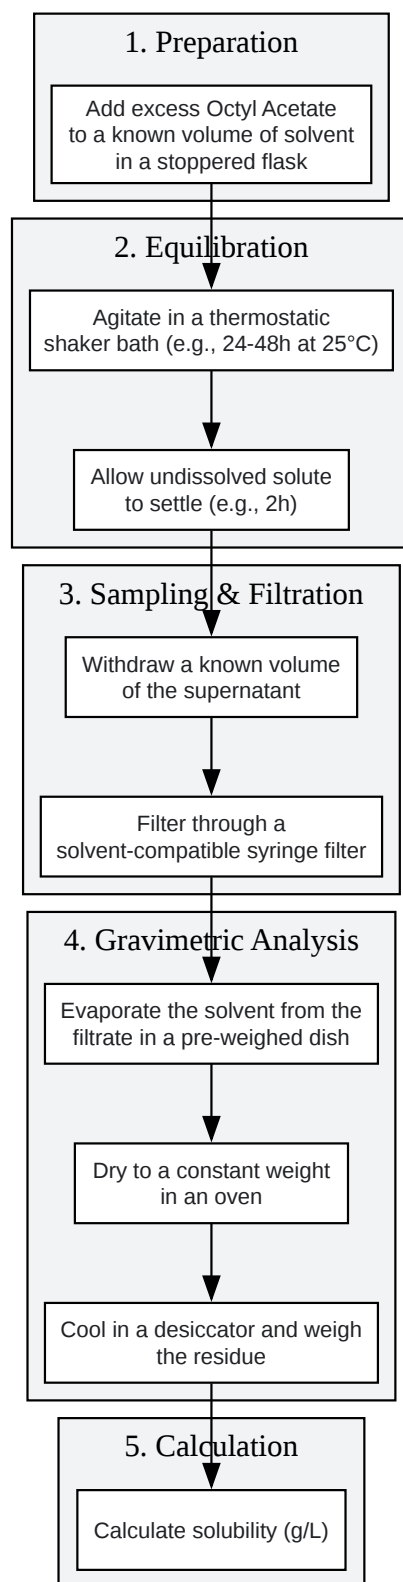 1. Preparation
Add excess Octyl Acetate
to a known volume of solvent
in a stoppered flask
2. Equilibration
Agitate in a thermostatic
shaker bath (e.g., 24-48h at 25°C)
Allow undissolved solute
to settle (e.g., 2h)
3. Sampling & Filtration
Withdraw a known volume
of the supernatant
Filter through a
solvent-compatible syringe filter
4. Gravimetric Analysis
Evaporate the solvent from the
filtrate in a pre-weighed dish
Dry to a constant weight
in an oven
Cool in a desiccator and weigh
the residue
5. Calculation
Calculate solubility (g/L)